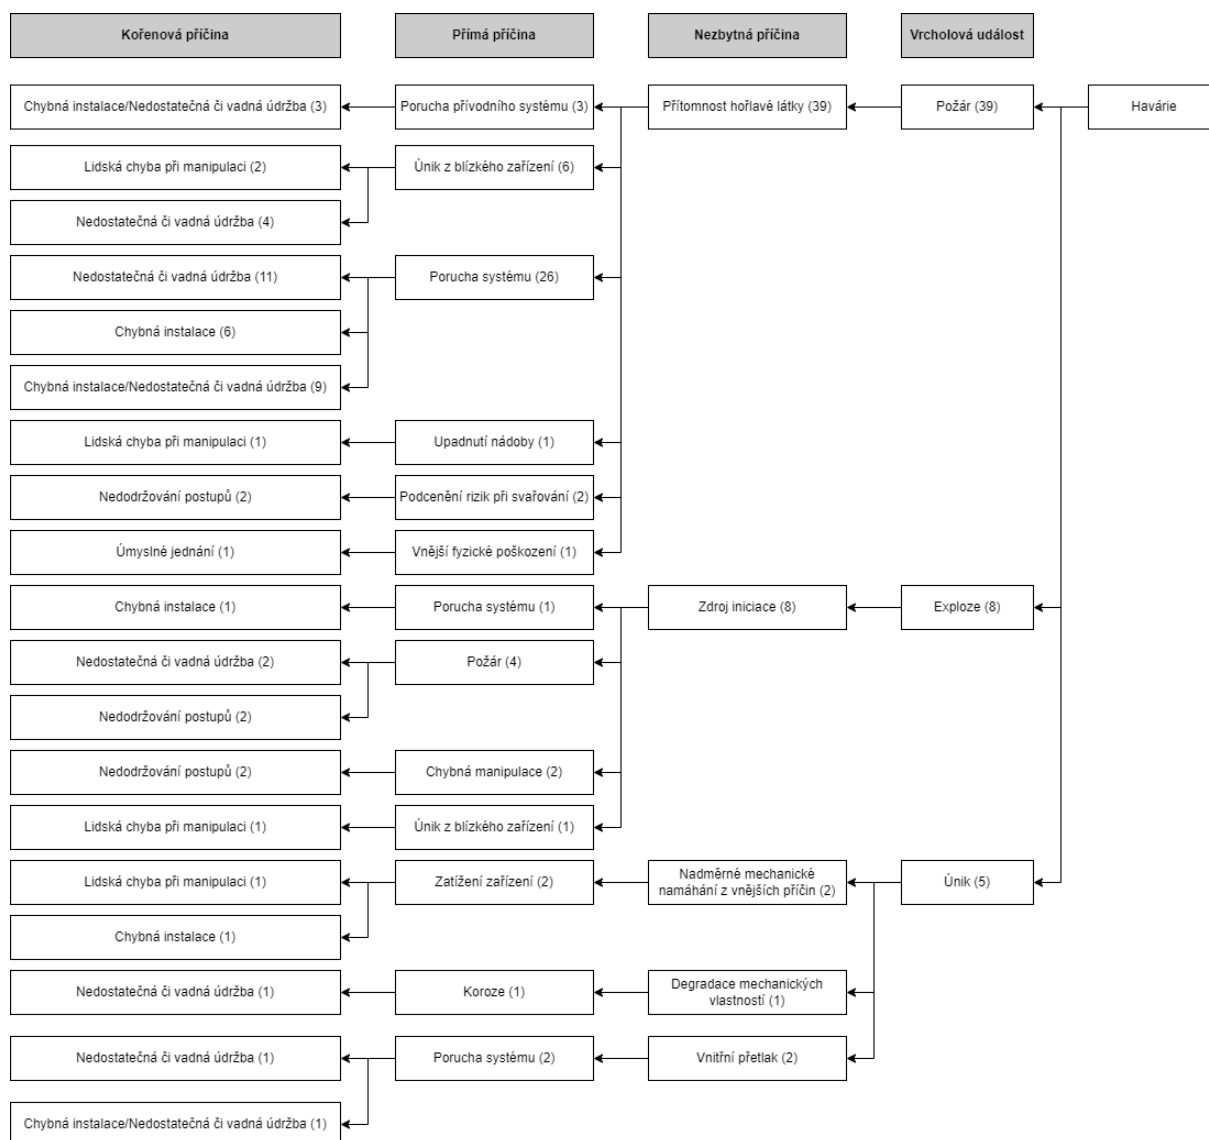 Kořenová příčina
Přímá příčina
Nezbytná příčina
Vrcholová událost
Chybná instalace/Nedostatečná či vadná údržba (3)
Porucha přívodního systému (3)
Přítomnost hořlavé látky (39)
Požár (39)
Havárie
Lidská chyba při manipulaci (2)
Únik z blízkého zařízení (6)
Nedostatečná či vadná údržba (4)
Nedostatečná či vadná údržba (11)
Porucha systému (26)
Chybná instalace (6)
Chybná instalace/Nedostatečná či vadná údržba (9)
Lidská chyba při manipulaci (1)
Upadnutí nádoby (1)
Nedodržování postupů (2)
Podcenění rizik při svařování (2)
Úmyslné jednání (1)
Vnější fyzické poškození (1)
Chybná instalace (1)
Porucha systému (1)
Zdroj iniciace (8)
Exploze (8)
Nedostatečná či vadná údržba (2)
Požár (4)
Nedodržování postupů (2)
Nedodržování postupů (2)
Chybná manipulace (2)
Lidská chyba při manipulaci (1)
Únik z blízkého zařízení (1)
Lidská chyba při manipulaci (1)
Zatížení zařízení (2)
Nadměrné mechanické
namáhání z vnějších příčin (2)
Únik (5)
Chybná instalace (1)
Nedostatečná či vadná údržba (1)
Koroze (1)
Degradace mechanických
vlastností (1)
Nedostatečná či vadná údržba (1)
Porucha systému (2)
Vnitřní přetlak (2)
Chybná instalace/Nedostatečná či vadná údržba (1)